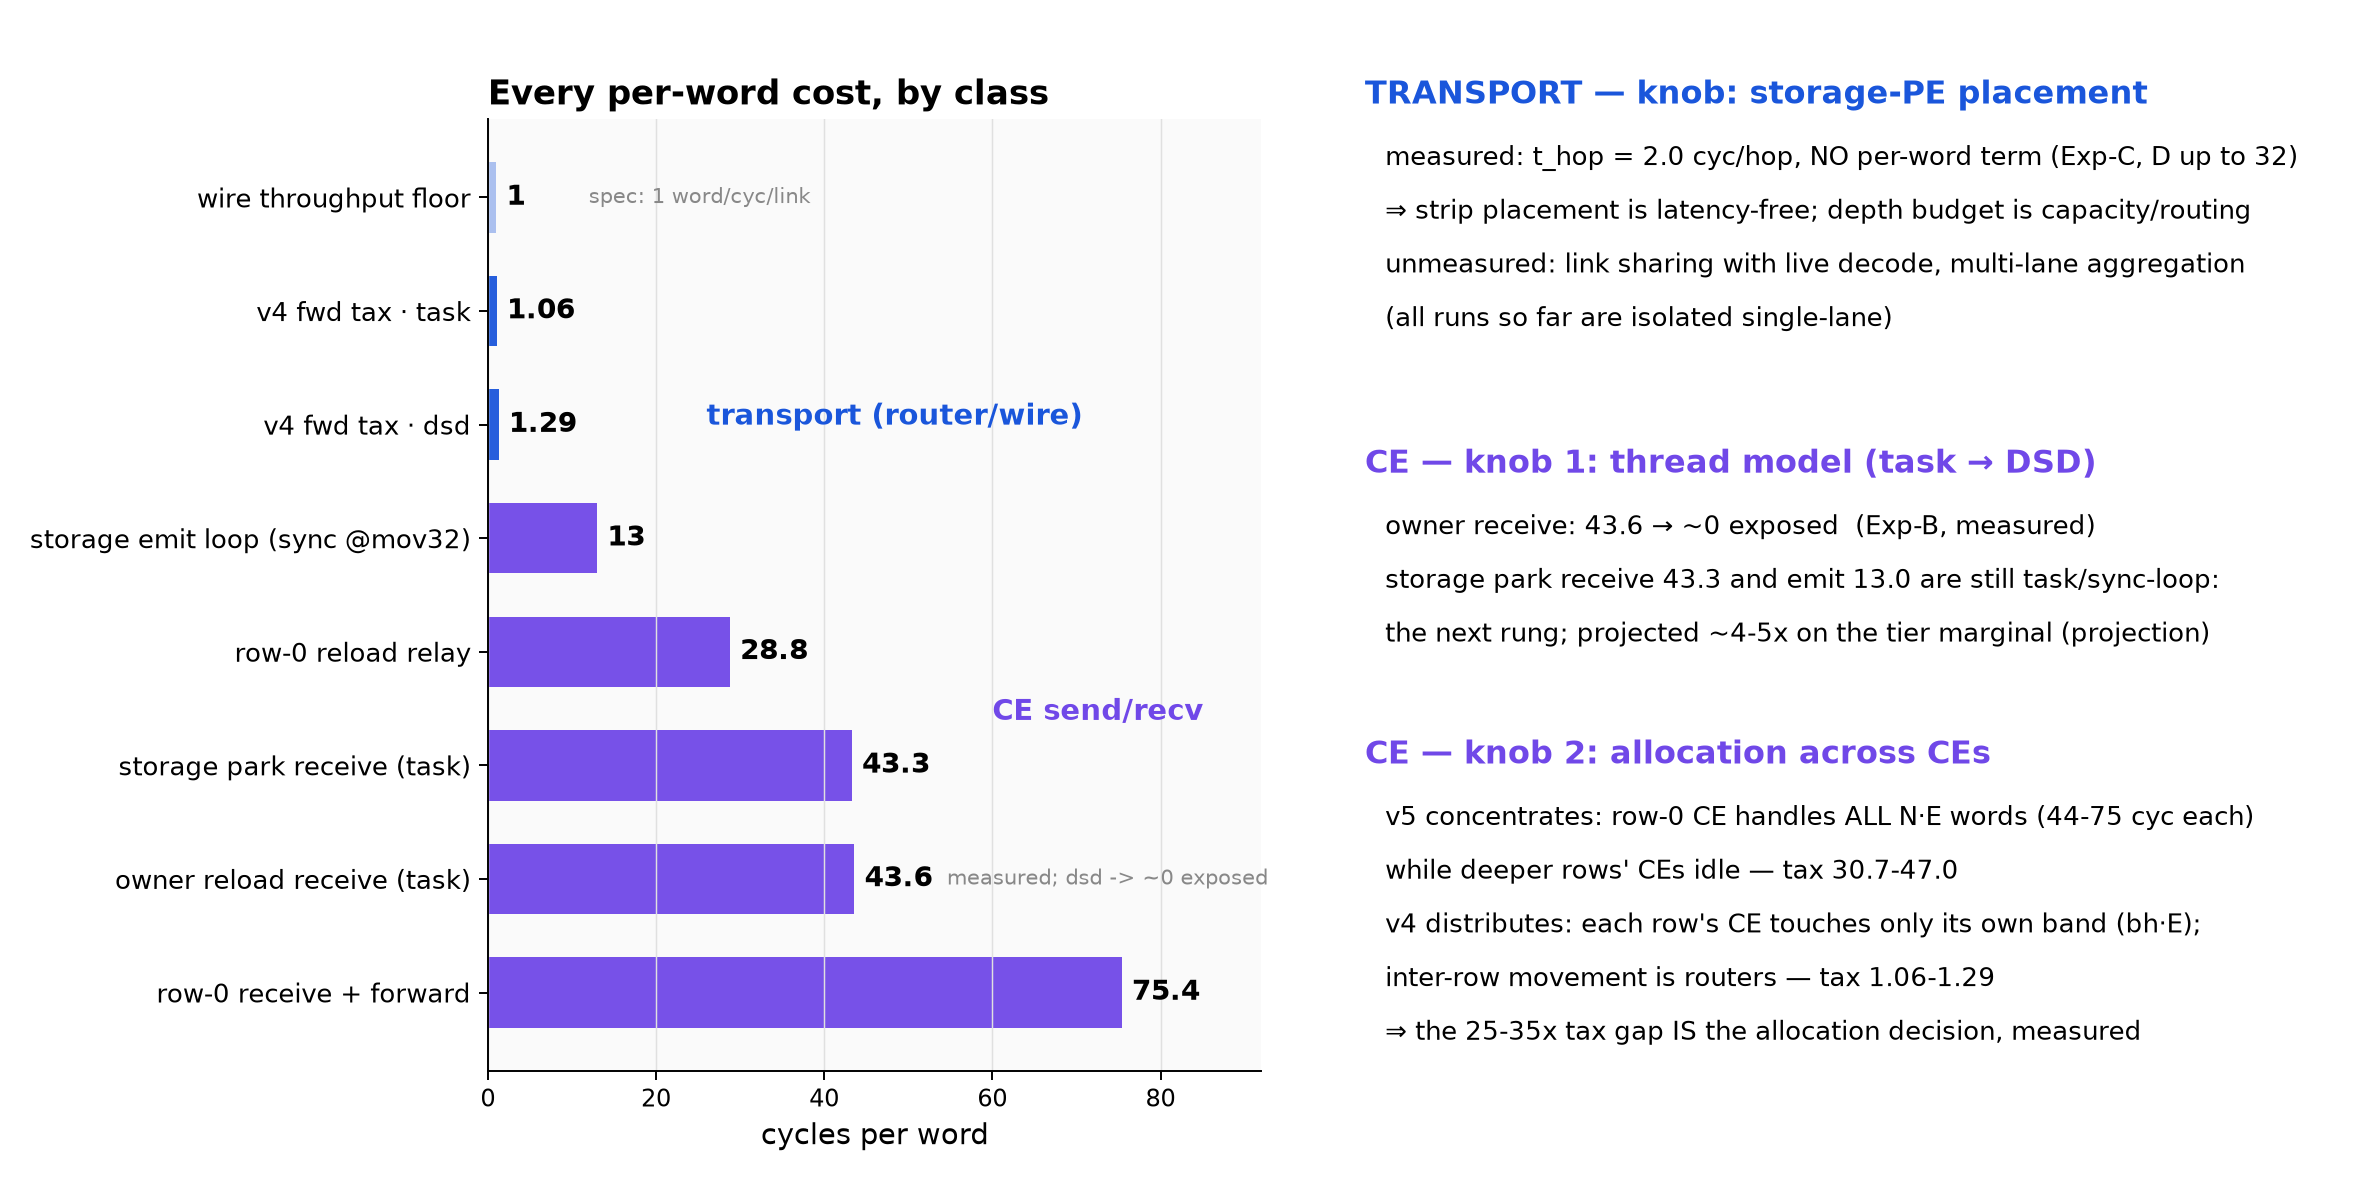 Every per-word cost, by class
wire throughput floor
1
spec: 1 word/cyc/link
v4 fwd tax · task
1.06
v4 fwd tax · dsd
1.29
transport (router/wire)
storage emit loop (sync @mov32)
13
row-0 reload relay
28.8
CE send/recv
storage park receive (task)
43.3
owner reload receive (task)
43.6
measured; dsd -> ~0 exposed
row-0 receive + forward
75.4
0 20 40 60 80
cycles per word
TRANSPORT — knob: storage-PE placement
measured: t_hop = 2.0 cyc/hop, NO per-word term (Exp-C, D up to 32)
⇒ strip placement is latency-free; depth budget is capacity/routing
unmeasured: link sharing with live decode, multi-lane aggregation
(all runs so far are isolated single-lane)
CE — knob 1: thread model (task → DSD)
owner receive: 43.6 → ~0 exposed (Exp-B, measured)
storage park receive 43.3 and emit 13.0 are still task/sync-loop:
the next rung; projected ~4-5x on the tier marginal (projection)
CE — knob 2: allocation across CEs
v5 concentrates: row-0 CE handles ALL N·E words (44-75 cyc each)
while deeper rows' CEs idle — tax 30.7-47.0
v4 distributes: each row's CE touches only its own band (bh·E);
inter-row movement is routers — tax 1.06-1.29
⇒ the 25-35x tax gap IS the allocation decision, measured